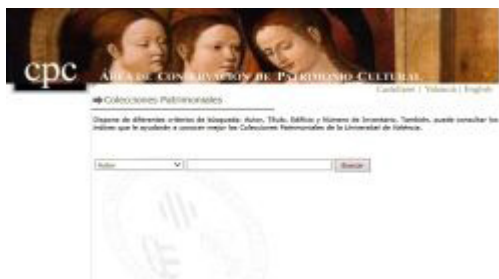 cpc
AREA DE CONSERVACIÓN DE PATRIMONIO CULTURAL
Castellano | Valencià | English
Colecciones Patrimoniales
Dispone de diferentes criterios de búsqueda: Autor, Título, Edificio y Número de Inventario. También, puede consultar los
índices que le ayudarán a conocer mejor las Colecciones Patrimoniales de la Universitat de València.
Autor
Buscar